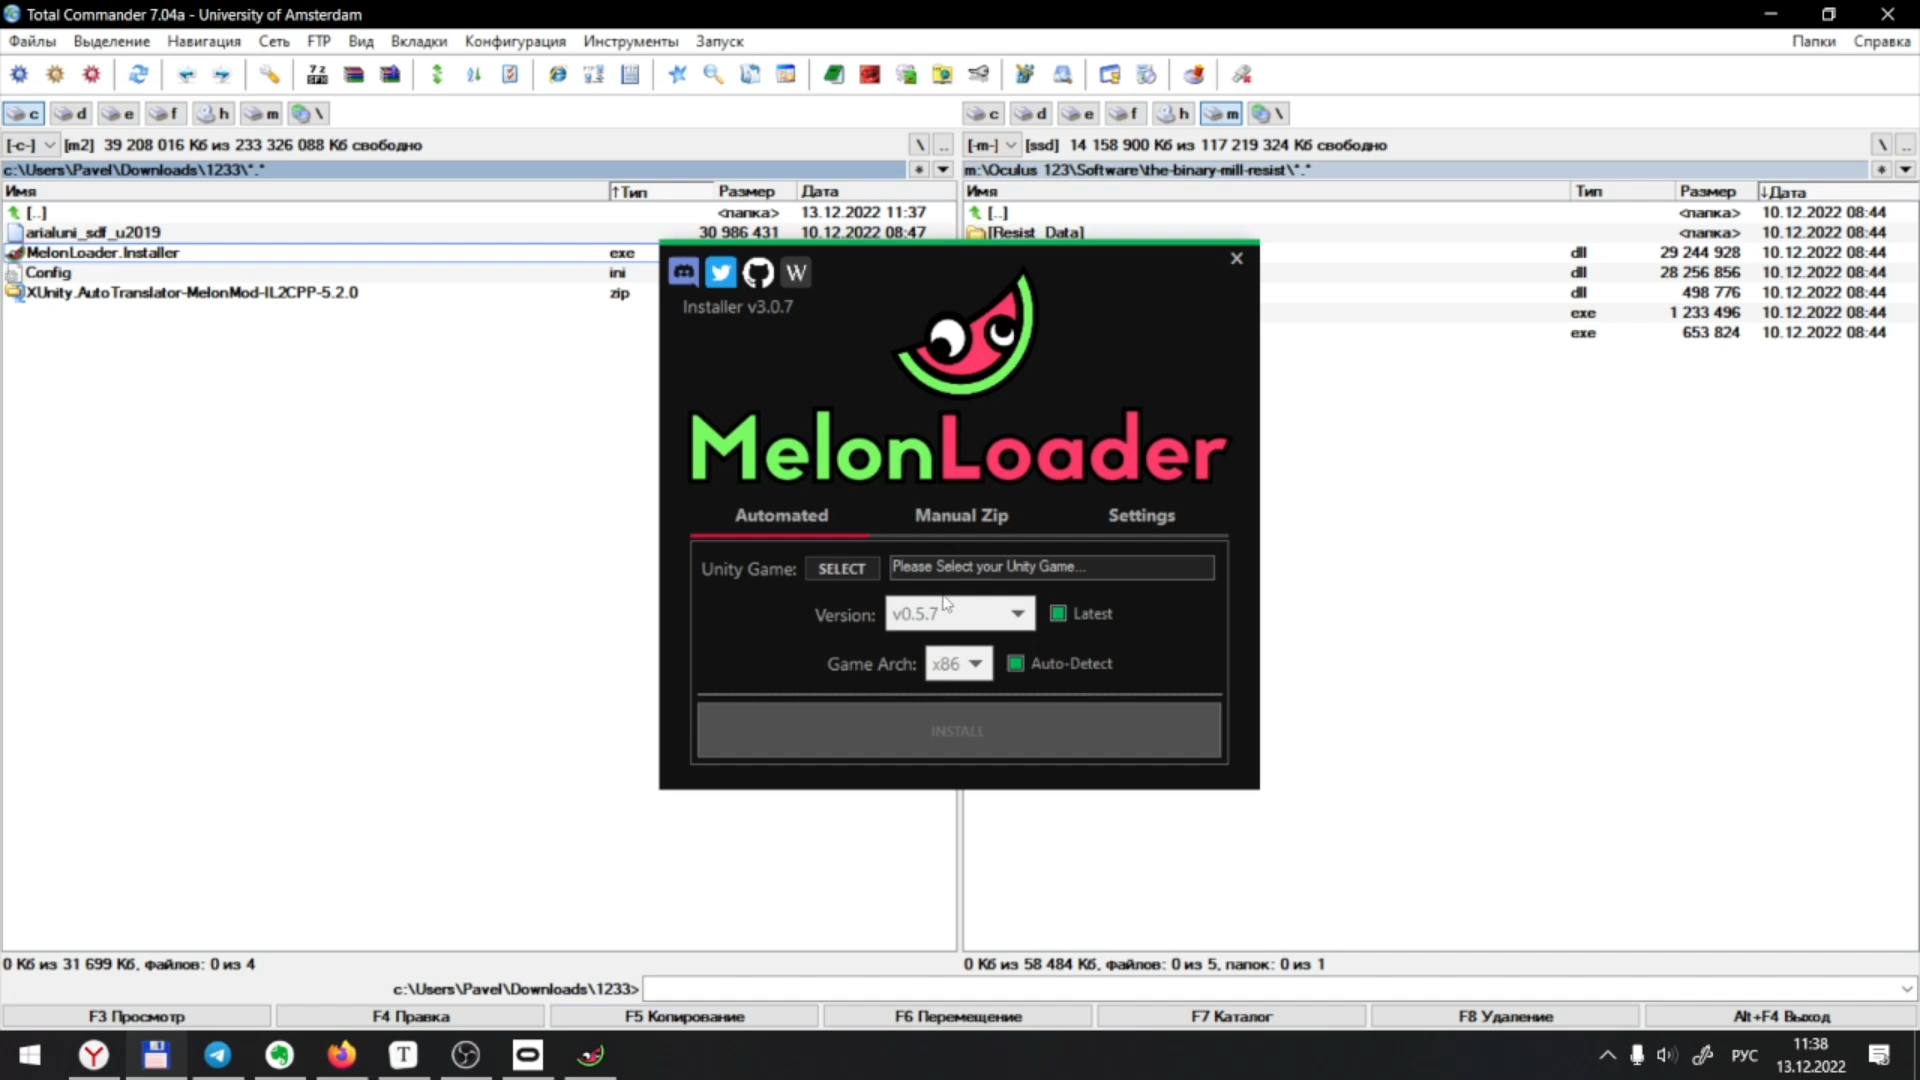 Total Commander 7.04a - University of Amsterdam
Файлы Выделение Навигация Сеть FTP Вид Вкладки Конфигурация Инструменты Запуск Папки Справка
c d e f h m \ c d e f h m \
[-c-] [m2] 39 208 016 Кб из 233 326 088 Кб свободно \ .. [-m-] [ssd] 14 158 900 Кб из 117 219 324 Кб свободно \ ..
c:\Users\Pavel\Downloads\1233\*.* * m:\Oculus 123\Software\the-binary-mill-resist\*.* *
Имя ↑Тип Размер Дата Имя Тип Размер ↓Дата
[..] <папка> 13.12.2022 11:37 [..] <папка> 10.12.2022 08:44
arialuni_sdf_u2019 30 986 431 10.12.2022 08:47 [Resist_Data] <папка> 10.12.2022 08:44
MelonLoader.Installer exe dll 29 244 928 10.12.2022 08:44
Config ini dll 28 256 856 10.12.2022 08:44
XUnity.AutoTranslator-MelonMod-IL2CPP-5.2.0 zip dll 498 776 10.12.2022 08:44
exe 1 233 496 10.12.2022 08:44
exe 653 824 10.12.2022 08:44
W
Installer v3.0.7
MelonLoader
Automated Manual Zip Settings
Unity Game: SELECT Please Select your Unity Game...
Version: v0.5.7 Latest
Game Arch: x86 Auto-Detect
INSTALL
0 Кб из 31 699 Кб, файлов: 0 из 4 0 Кб из 58 484 Кб, файлов: 0 из 5, папок: 0 из 1
c:\Users\Pavel\Downloads\1233>
F3 Просмотр F4 Правка F5 Копирование F6 Перемещение F7 Каталог F8 Удаление Alt+F4 Выход
РУС 11:38
13.12.2022